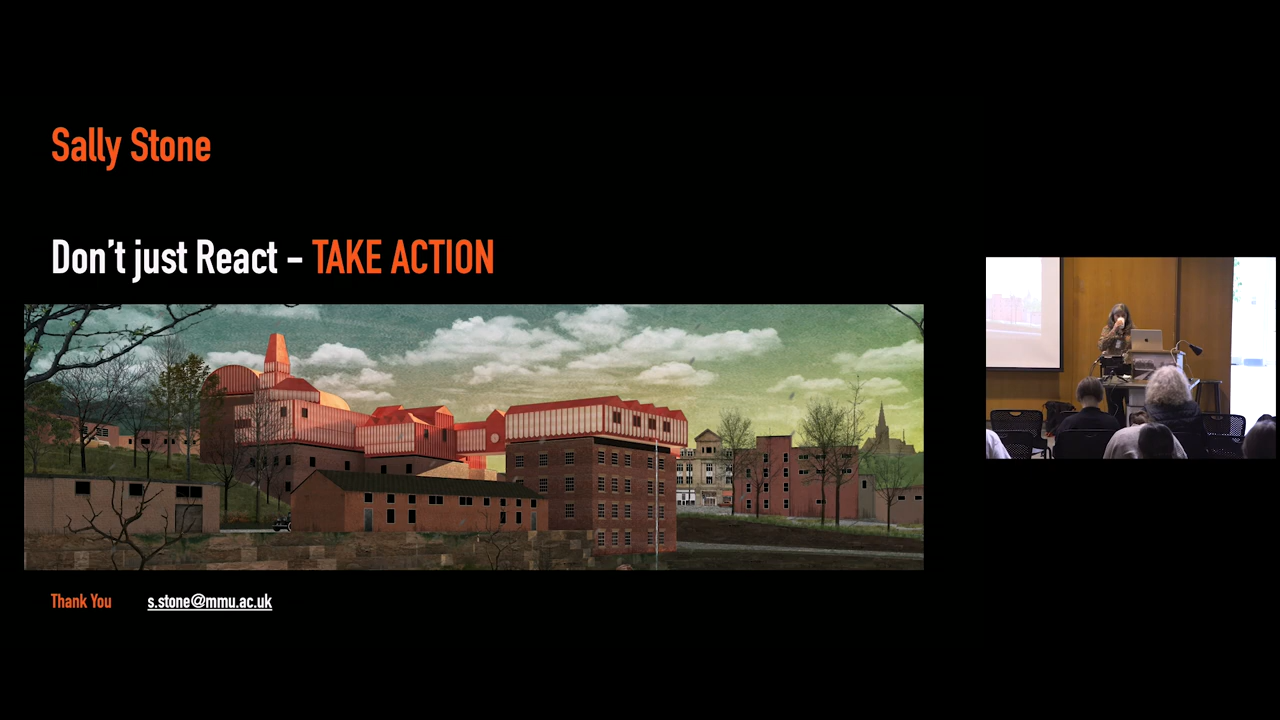 Sally Stone
Don't just React – TAKE ACTION
Thank You s.stone@mmu.ac.uk